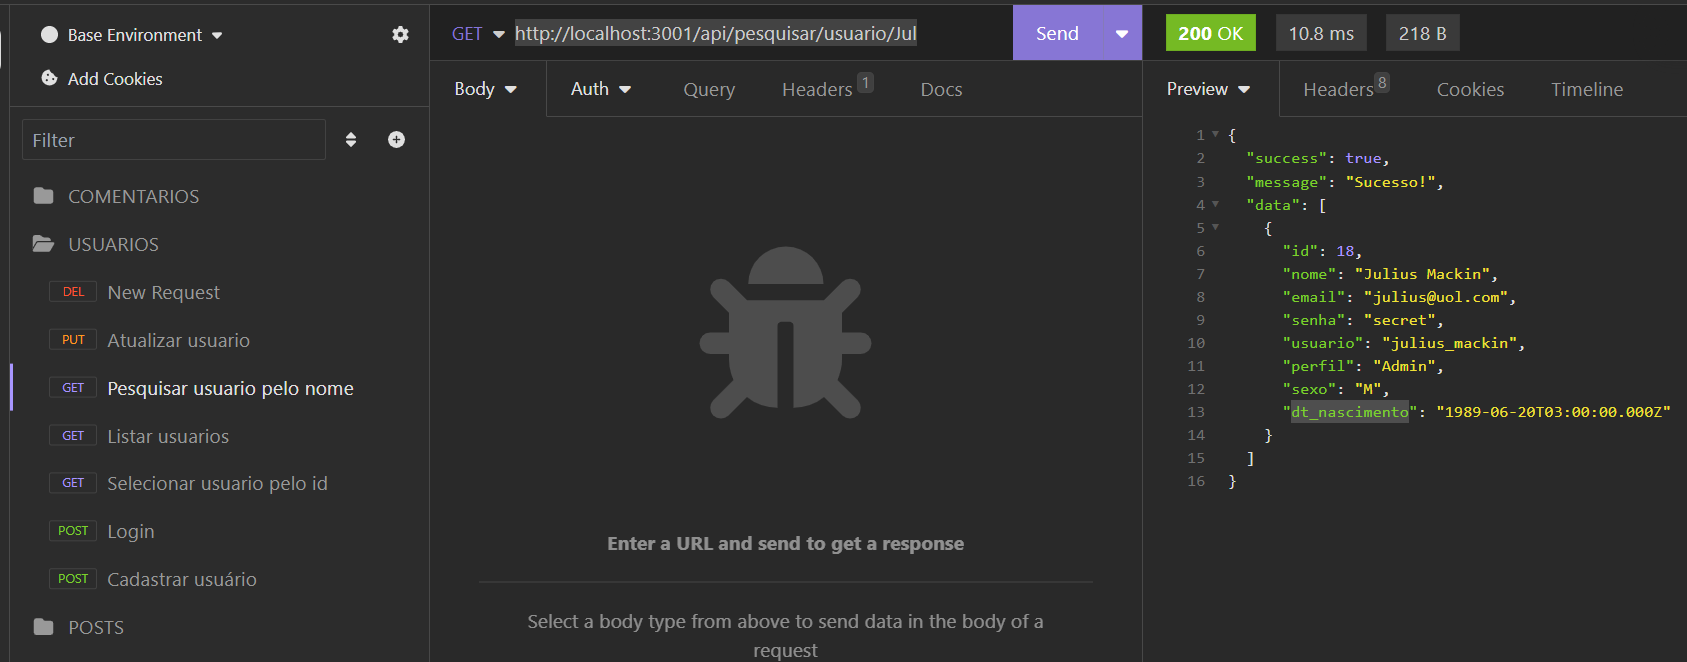 Base Environment
Add Cookies
Filter
COMENTARIOS
USUARIOS
DEL New Request
PUT Atualizar usuario
GET Pesquisar usuario pelo nome
GET Listar usuarios
GET Selecionar usuario pelo id
POST Login
POST Cadastrar usuário
POSTS
GET http://localhost:3001/api/pesquisar/usuario/Jul Send
Body Auth Query Headers 1 Docs
Enter a URL and send to get a response
Select a body type from above to send data in the body of a
request
200 OK 10.8 ms 218 B
Preview Headers 8 Cookies Timeline
1 {
2 "success": true,
3 "message": "Sucesso!",
4 "data": [
5 {
6 "id": 18,
7 "nome": "Julius Mackin",
8 "email": "julius@uol.com",
9 "senha": "secret",
10 "usuario": "julius_mackin",
11 "perfil": "Admin",
12 "sexo": "M",
13 "dt_nascimento": "1989-06-20T03:00:00.000Z"
14 }
15 ]
16 }